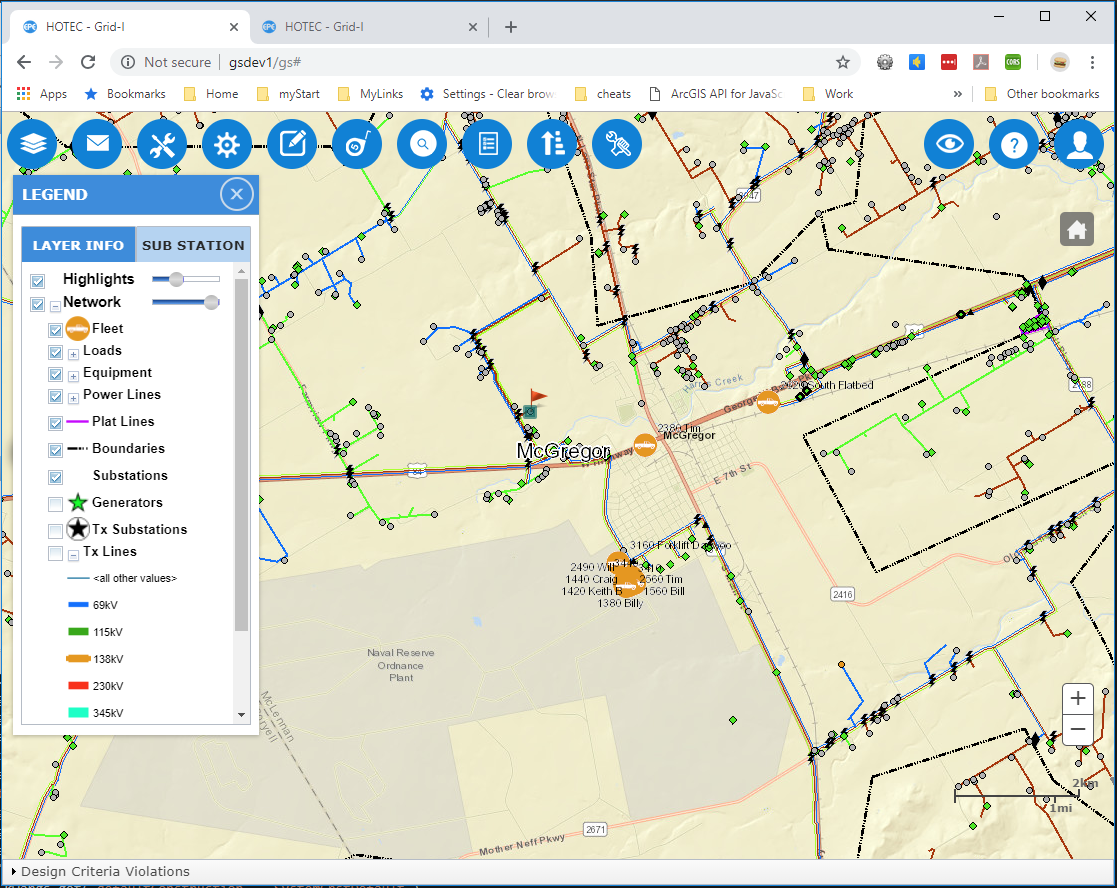 HOTEC - Grid-I
HOTEC - Grid-I
Not secure
gsdev1/gs#
Apps
Bookmarks
Home
myStart
MyLinks
Settings - Clear brow
cheats
ArcGIS API for JavaSc
Work
»
Other bookmarks
LEGEND
LAYER INFO
SUB STATION
Highlights
Network
Fleet
Loads
Equipment
Power Lines
Plat Lines
Boundaries
Substations
Generators
Tx Substations
Tx Lines
<all other values>
69kV
115kV
138kV
230kV
345kV
Harris Creek
South Flatbed
2380 Tim
McGregor
McGregor
E 7th St
3160 Forklift
2490 Will
1440 Craig
2560 Tim
1420 Keith B
1560 Bill
1380 Billy
2416
Naval Reserve
Ordnance
Plant
McLennan
Coryell
2671
Mother Neff Pkwy
2km
1mi
Design Criteria Violations